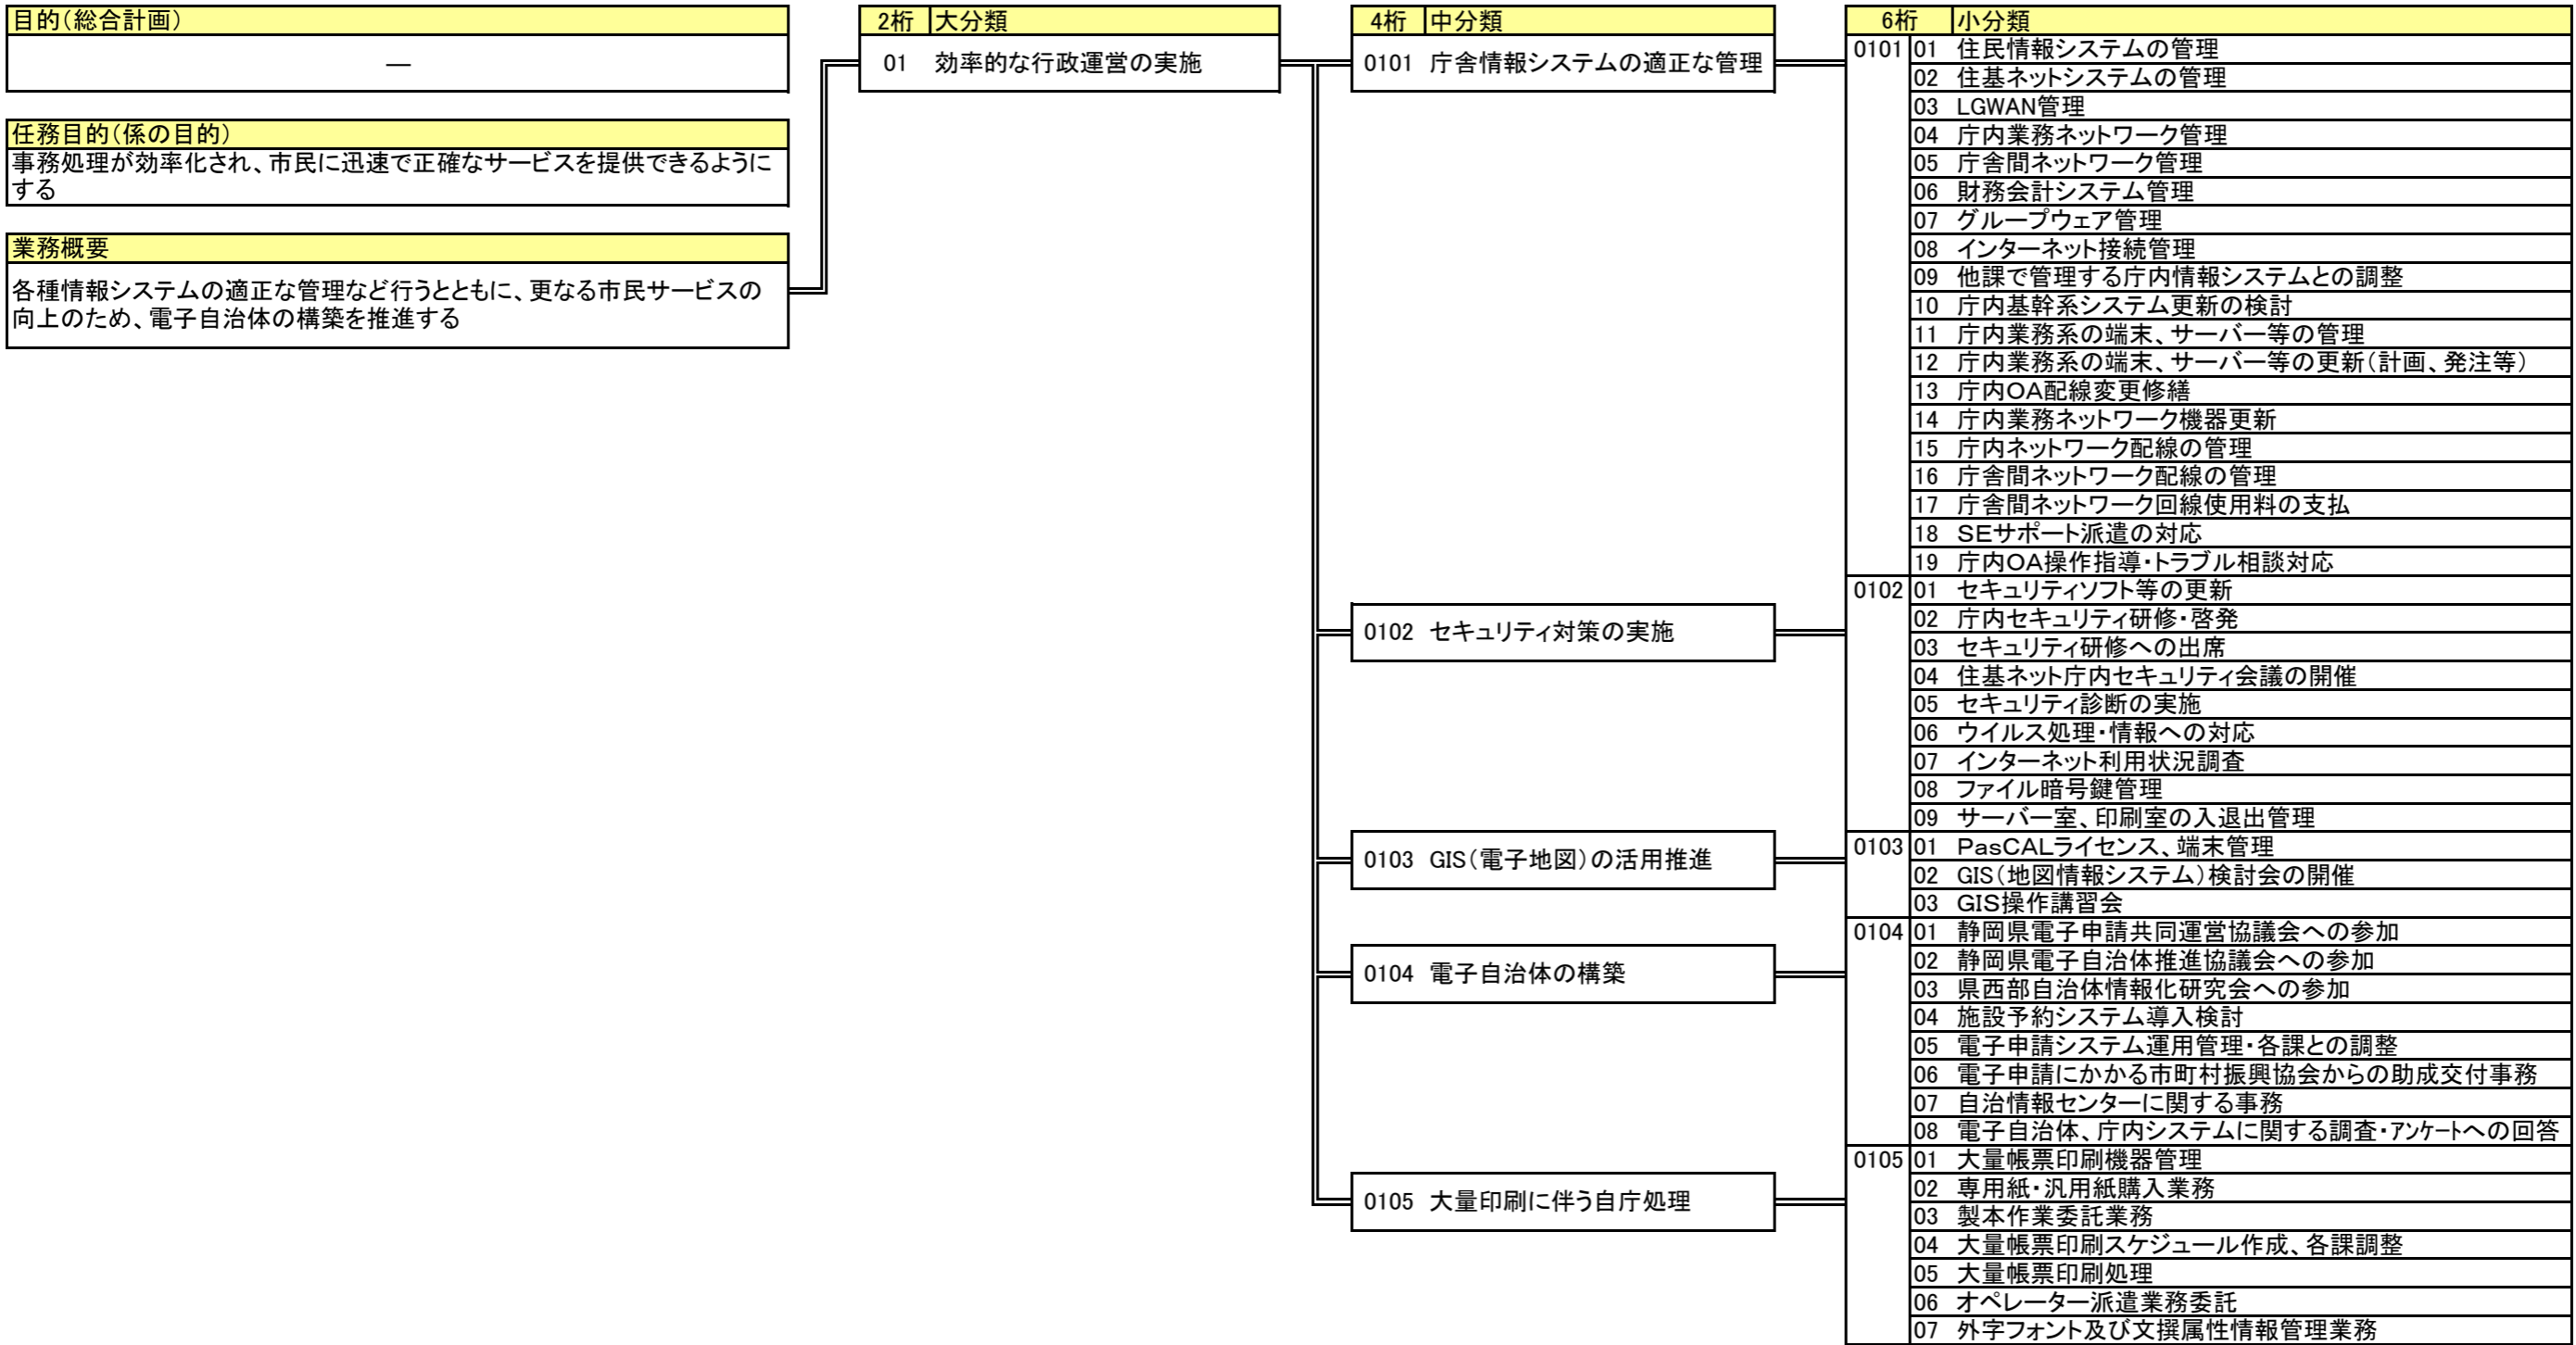 目的(総合計画)
―
任務目的(係の目的)
事務処理が効率化され、市民に迅速で正確なサービスを提供できるように
する
業務概要
各種情報システムの適正な管理など行うとともに、更なる市民サービスの
向上のため、電子自治体の構築を推進する
2桁 大分類
01 効率的な行政運営の実施
4桁 中分類
0101 庁舎情報システムの適正な管理
0102 セキュリティ対策の実施
0103 GIS(電子地図)の活用推進
0104 電子自治体の構築
0105 大量印刷に伴う自庁処理
6桁 小分類
0101 01 住民情報システムの管理
02 住基ネットシステムの管理
03 LGWAN管理
04 庁内業務ネットワーク管理
05 庁舎間ネットワーク管理
06 財務会計システム管理
07 グループウェア管理
08 インターネット接続管理
09 他課で管理する庁内情報システムとの調整
10 庁内基幹系システム更新の検討
11 庁内業務系の端末、サーバー等の管理
12 庁内業務系の端末、サーバー等の更新(計画、発注等)
13 庁内OA配線変更修繕
14 庁内業務ネットワーク機器更新
15 庁内ネットワーク配線の管理
16 庁舎間ネットワーク配線の管理
17 庁舎間ネットワーク回線使用料の支払
18 SEサポート派遣の対応
19 庁内OA操作指導・トラブル相談対応
0102 01 セキュリティソフト等の更新
02 庁内セキュリティ研修・啓発
03 セキュリティ研修への出席
04 住基ネット庁内セキュリティ会議の開催
05 セキュリティ診断の実施
06 ウイルス処理・情報への対応
07 インターネット利用状況調査
08 ファイル暗号鍵管理
09 サーバー室、印刷室の入退出管理
0103 01 PasCALライセンス、端末管理
02 GIS(地図情報システム)検討会の開催
03 GIS操作講習会
0104 01 静岡県電子申請共同運営協議会への参加
02 静岡県電子自治体推進協議会への参加
03 県西部自治体情報化研究会への参加
04 施設予約システム導入検討
05 電子申請システム運用管理・各課との調整
06 電子申請にかかる市町村振興協会からの助成交付事務
07 自治情報センターに関する事務
08 電子自治体、庁内システムに関する調査・アンケートへの回答
0105 01 大量帳票印刷機器管理
02 専用紙・汎用紙購入業務
03 製本作業委託業務
04 大量帳票印刷スケジュール作成、各課調整
05 大量帳票印刷処理
06 オペレーター派遣業務委託
07 外字フォント及び文撰属性情報管理業務